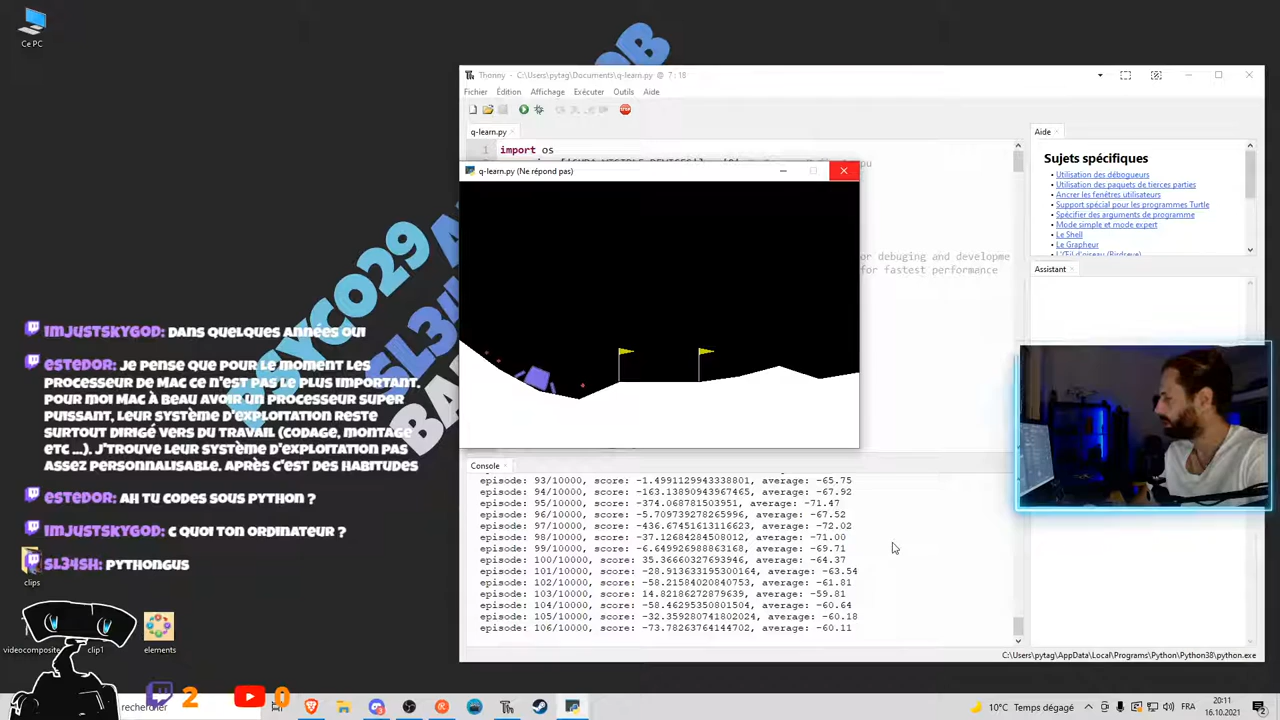 Ce PC
PSYCO29
SL34
BA
Thonny - C:\Users\pytag\Documents\q-learn.py @ 7 : 18
Fichier Édition Affichage Exécuter Outils Aide
q-learn.py
1 import os
q-learn.py (Ne répond pas)
or debuging and developme
for fastest performance
Aide
Sujets spécifiques
• Utilisation des débogueurs
• Utilisation des paquets de tierces parties
• Ancrer les fenêtres utilisateurs
• Support spécial pour les programmes Turtle
• Spécifier des arguments de programme
• Mode simple et mode expert
• Le Shell
• Le Grapheur
• L'Œil d'oiseau (Birdseye)
Assistant
imJustSkyGod: Dans quelques années oui
Estedor: Je pense que pour le moment les
processeur de Mac ce n'est pas le plus important.
Pour moi Mac à beau avoir un processeur super
puissant, leur système d'exploitation reste
surtout dirigé vers du travail (codage, montage
etc ...). J'trouve leur système d'exploitation pas
assez personnalisable. Après c'est des habitudes
Estedor: Ah tu codes sous Python ?
imJustSkyGod: C quoi ton ordinateur ?
SL34SH: pythongus
clips
videocomposite
clip1
elements
Console
episode: 93/10000, score: -1.4991129943338801, average: -65.75
episode: 94/10000, score: -163.13890943967465, average: -67.92
episode: 95/10000, score: -374.068781503951, average: -71.47
episode: 96/10000, score: -5.709739278265996, average: -67.52
episode: 97/10000, score: -436.67451613116623, average: -72.02
episode: 98/10000, score: -37.12684284508012, average: -71.00
episode: 99/10000, score: -6.649926988863168, average: -69.71
episode: 100/10000, score: 35.36660327693946, average: -64.37
episode: 101/10000, score: -28.913633195300164, average: -63.54
episode: 102/10000, score: -58.21584020840753, average: -61.81
episode: 103/10000, score: 14.82186272879639, average: -59.81
episode: 104/10000, score: -58.46295350801504, average: -60.64
episode: 105/10000, score: -32.359280741802024, average: -60.18
episode: 106/10000, score: -73.78263764144702, average: -60.11
C:\Users\pytag\AppData\Local\Programs\Python\Python38\python.exe
2
0
rechercher
10°C Temps dégagé
20:11
16.10.2021
2